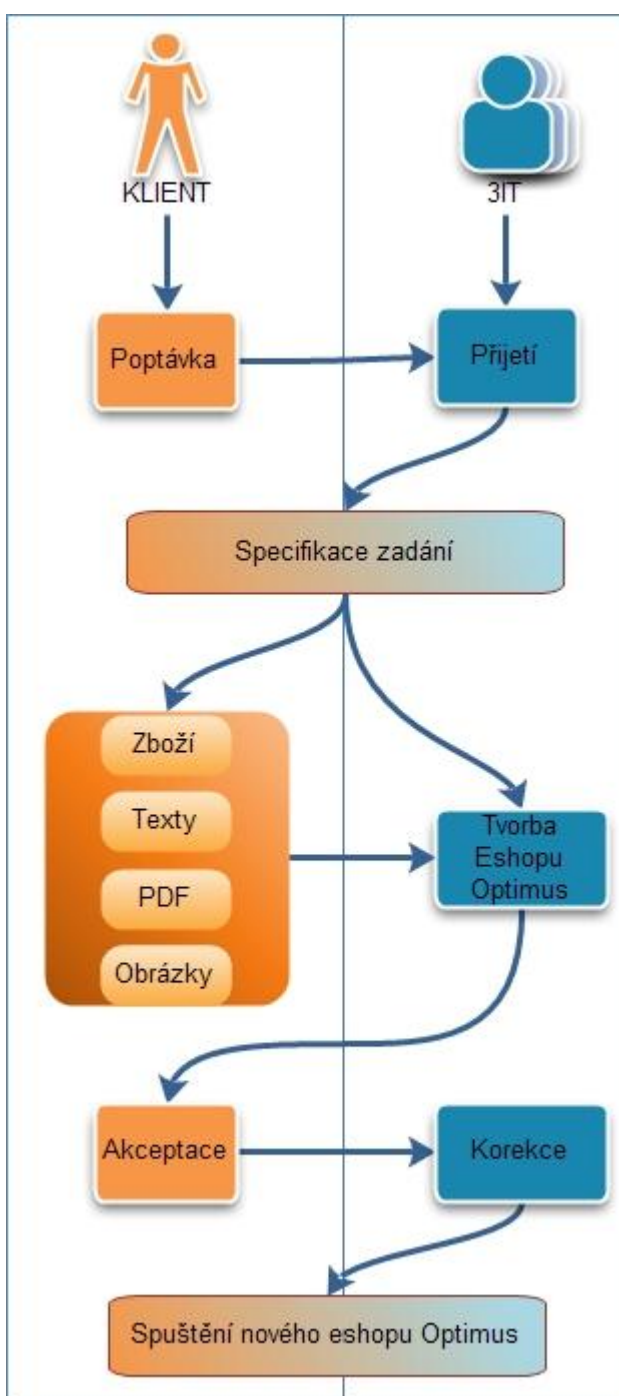 KLIENT
3IT
Poptávka
Přijetí
Specifikace zadání
Zboží
Texty
PDF
Obrázky
Tvorba
Eshopu
Optimus
Akceptace
Korekce
Spuštění nového eshopu Optimus